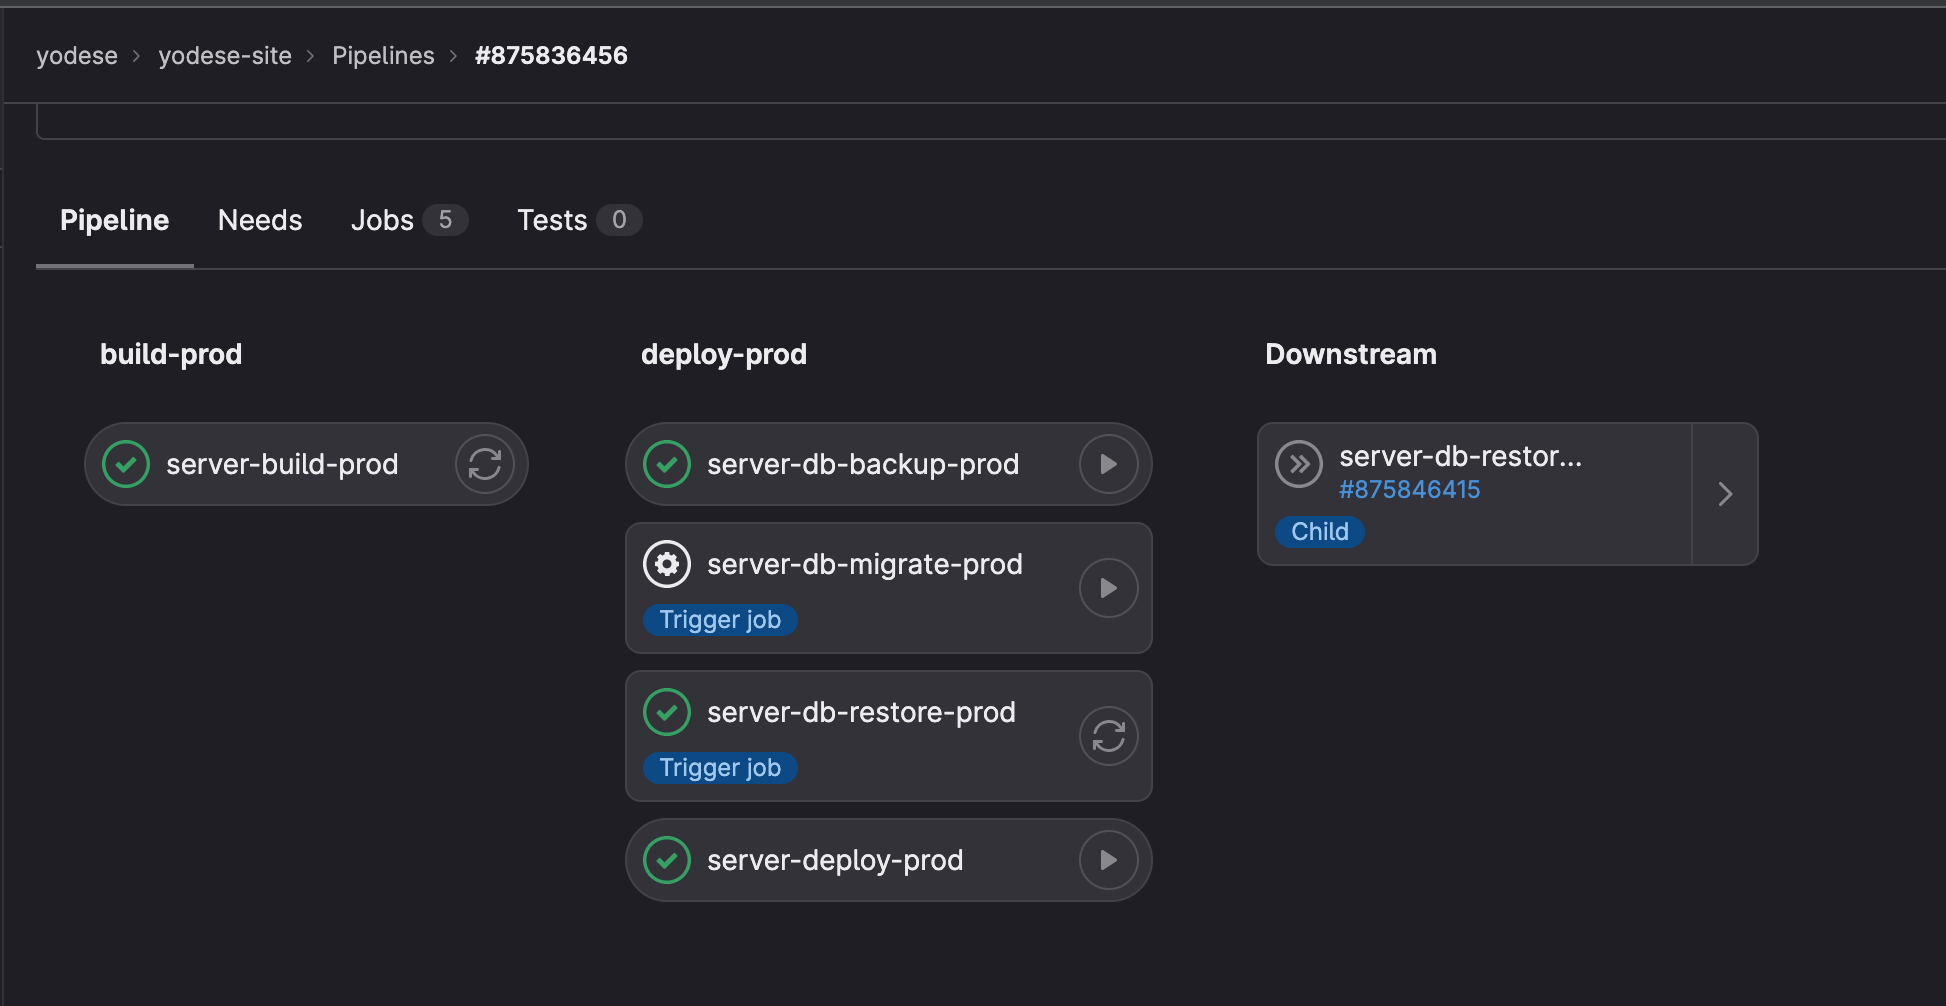 yodese > yodese-site > Pipelines > #875836456
Pipeline Needs Jobs 5 Tests 0
build-prod
server-build-prod
deploy-prod
server-db-backup-prod
server-db-migrate-prod
Trigger job
server-db-restore-prod
Trigger job
server-deploy-prod
Downstream
server-db-restor...
#875846415
Child